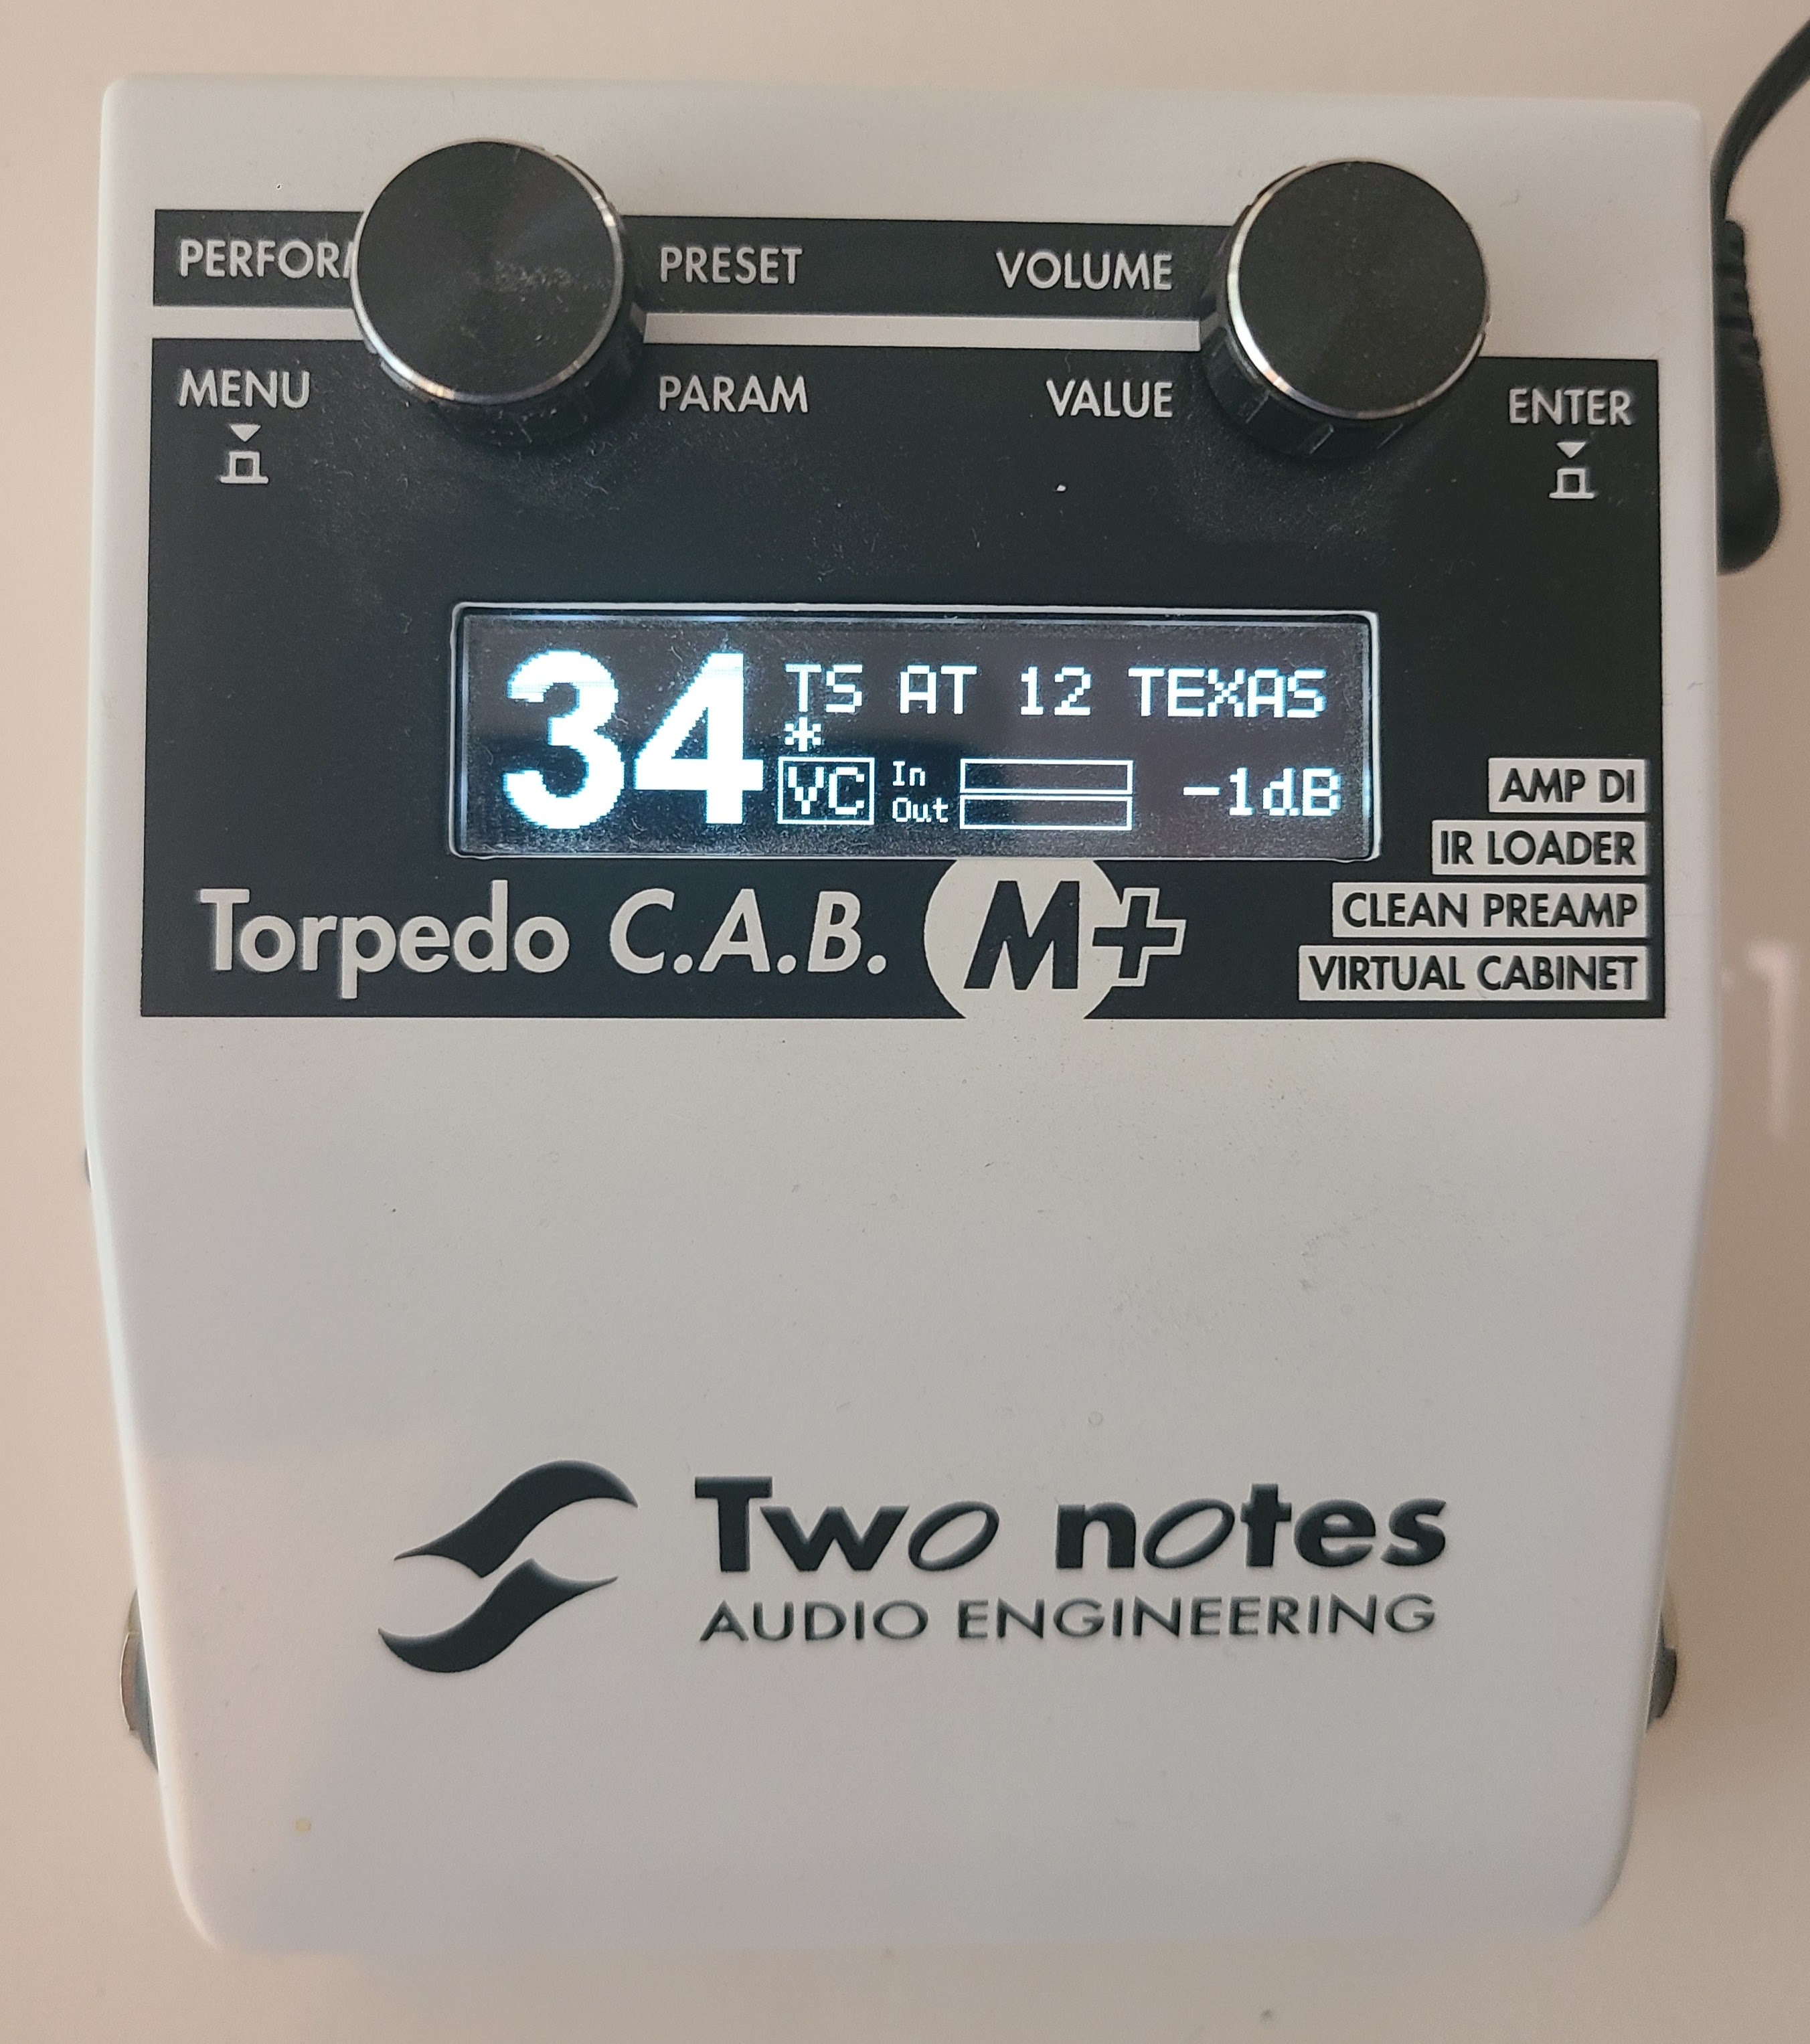 PRESET VOLUME
MENU PARAM VALUE ENTER
34 TS AT 12 TEXAS
*
VC In -1dB
Out
AMP DI
IR LOADER
CLEAN PREAMP
VIRTUAL CABINET
Torpedo C.A.B. M+
Two notes
AUDIO ENGINEERING